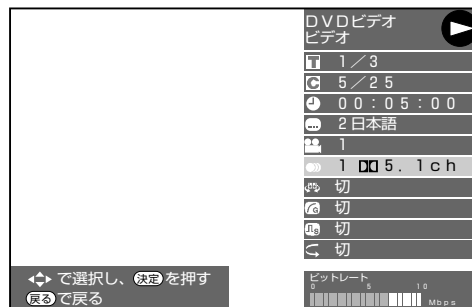 DVDビデオ
ビデオ
T 1／3
C 5／25
00：05：00
2日本語
1
1 DD5．1ch
切
G 切
S 切
切
で選択し、決定を押す
戻るで戻る
ビットレート
0 5 10
Mbps